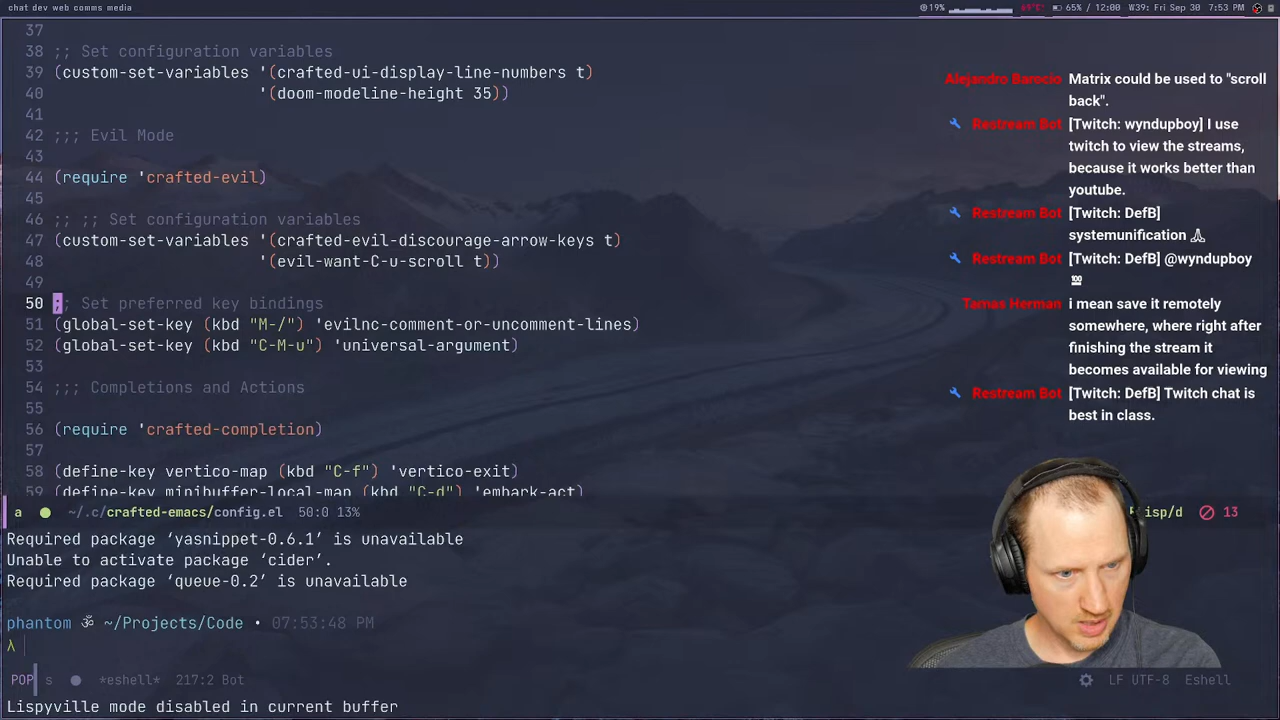 chat dev web comms media
19%
65% / 12:00
W39: Fri Sep 30
7:53 PM
37
38 ;; Set configuration variables
39 (custom-set-variables '(crafted-ui-display-line-numbers t)
40 '(doom-modeline-height 35))
41
42 ;;; Evil Mode
43
44 (require 'crafted-evil)
45
46 ;; ;; Set configuration variables
47 (custom-set-variables '(crafted-evil-discourage-arrow-keys t)
48 '(evil-want-C-u-scroll t))
49
50 ;; Set preferred key bindings
51 (global-set-key (kbd "M-/") 'evilnc-comment-or-uncomment-lines)
52 (global-set-key (kbd "C-M-u") 'universal-argument)
53
54 ;;; Completions and Actions
55
56 (require 'crafted-completion)
57
58 (define-key vertico-map (kbd "C-f") 'vertico-exit)
59 (define-key minibuffer-local-map (kbd "C-d") 'embark-act)
a ~/.c/crafted-emacs/config.el 50:0 13%
isp/d 13
Required package ‘yasnippet-0.6.1’ is unavailable
Unable to activate package ‘cider’.
Required package ‘queue-0.2’ is unavailable
phantom ॐ ~/Projects/Code • 07:53:48 PM
λ
POP s *eshell* 217:2 Bot
LF UTF-8 Eshell
Lispyville mode disabled in current buffer
Alejandro Barocio Matrix could be used to "scroll
back".
Restream Bot [Twitch: wyndupboy] I use
twitch to view the streams,
because it works better than
youtube.
Restream Bot [Twitch: DefB]
systemunification 🙏
Restream Bot [Twitch: DefB] @wyndupboy
💯
Tamas Herman i mean save it remotely
somewhere, where right after
finishing the stream it
becomes available for viewing
Restream Bot [Twitch: DefB] Twitch chat is
best in class.